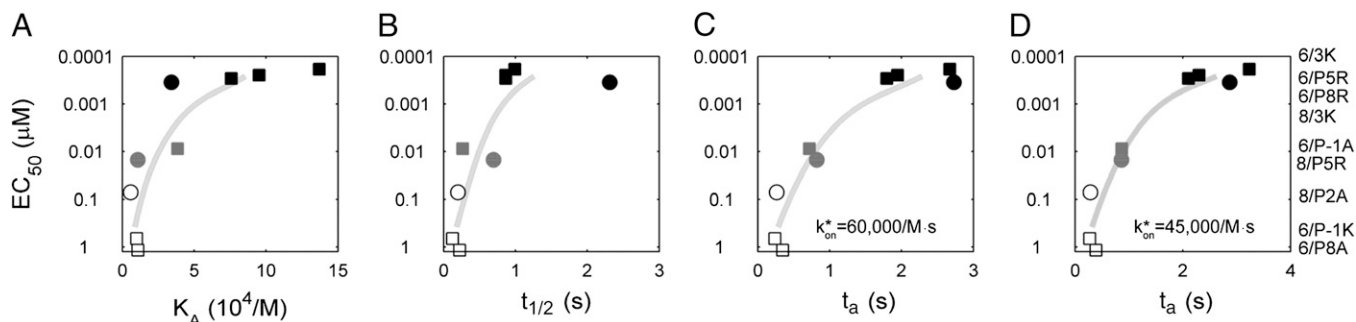 A
B
C
D
EC50 (μM)
0.0001
0.001
0.01
0.1
1
0
5
10
15
KA (10^4/M)
0.0001
0.001
0.01
0.1
1
0
1
2
3
t1/2 (s)
0.0001
0.001
0.01
0.1
1
k*on=60,000/M·s
0
1
2
3
ta (s)
0.0001
0.001
0.01
0.1
1
k*on=45,000/M·s
0
2
4
ta (s)
6/3K
6/P5R
6/P8R
8/3K
6/P-1A
8/P5R
8/P2A
6/P-1K
6/P8A